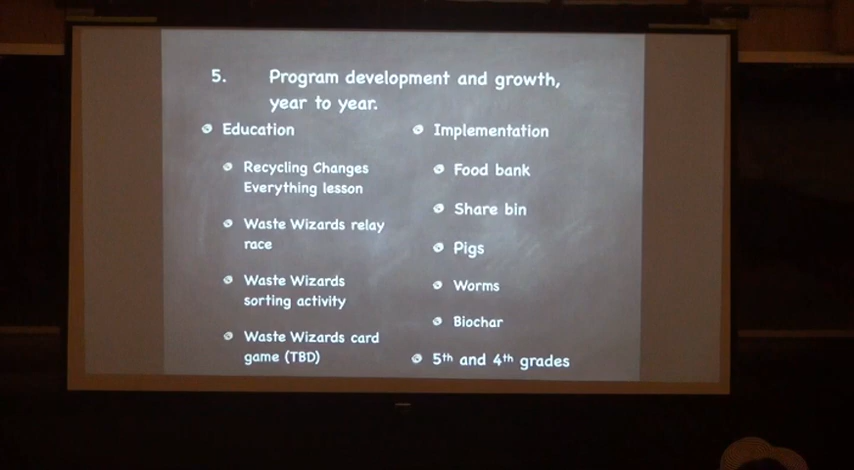 5. Program development and growth,
year to year.
Education
Recycling Changes
Everything lesson
Waste Wizards relay
race
Waste Wizards
sorting activity
Waste Wizards card
game (TBD)
Implementation
Food bank
Share bin
Pigs
Worms
Biochar
5th and 4th grades